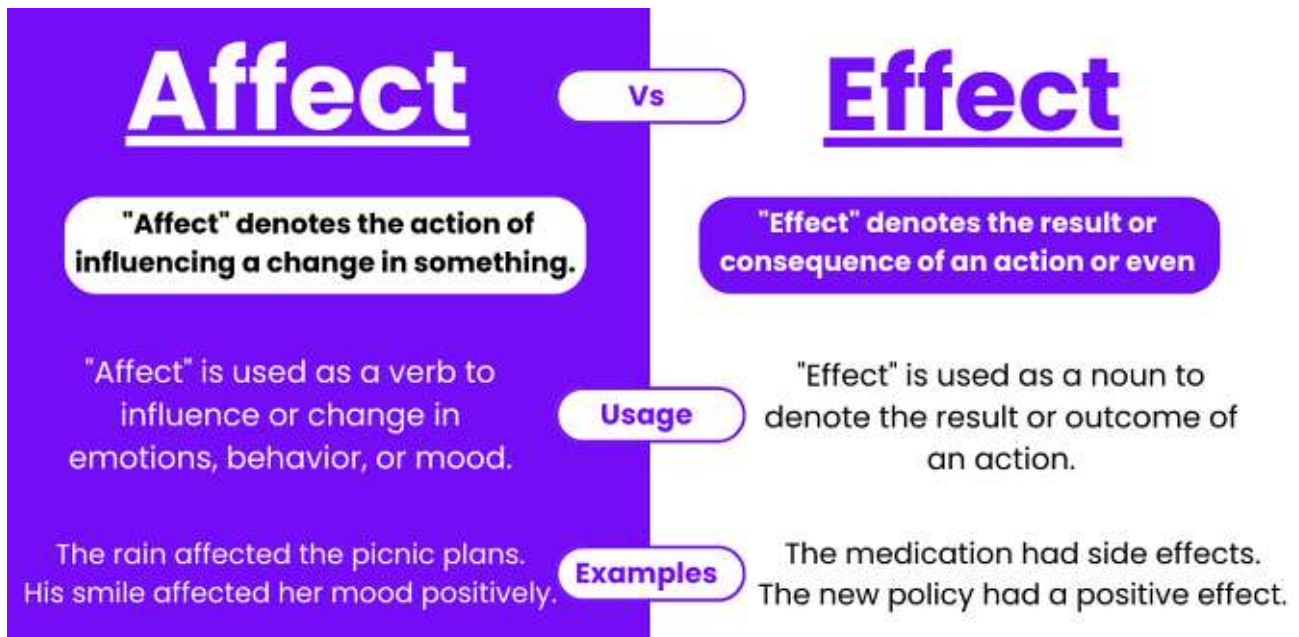 Affect
Vs
Effect
"Affect" denotes the action of
influencing a change in something.
"Effect" denotes the result or
consequence of an action or even
"Affect" is used as a verb to
influence or change in
emotions, behavior, or mood.
Usage
"Effect" is used as a noun to
denote the result or outcome of
an action.
The rain affected the picnic plans.
His smile affected her mood positively.
Examples
The medication had side effects.
The new policy had a positive effect.